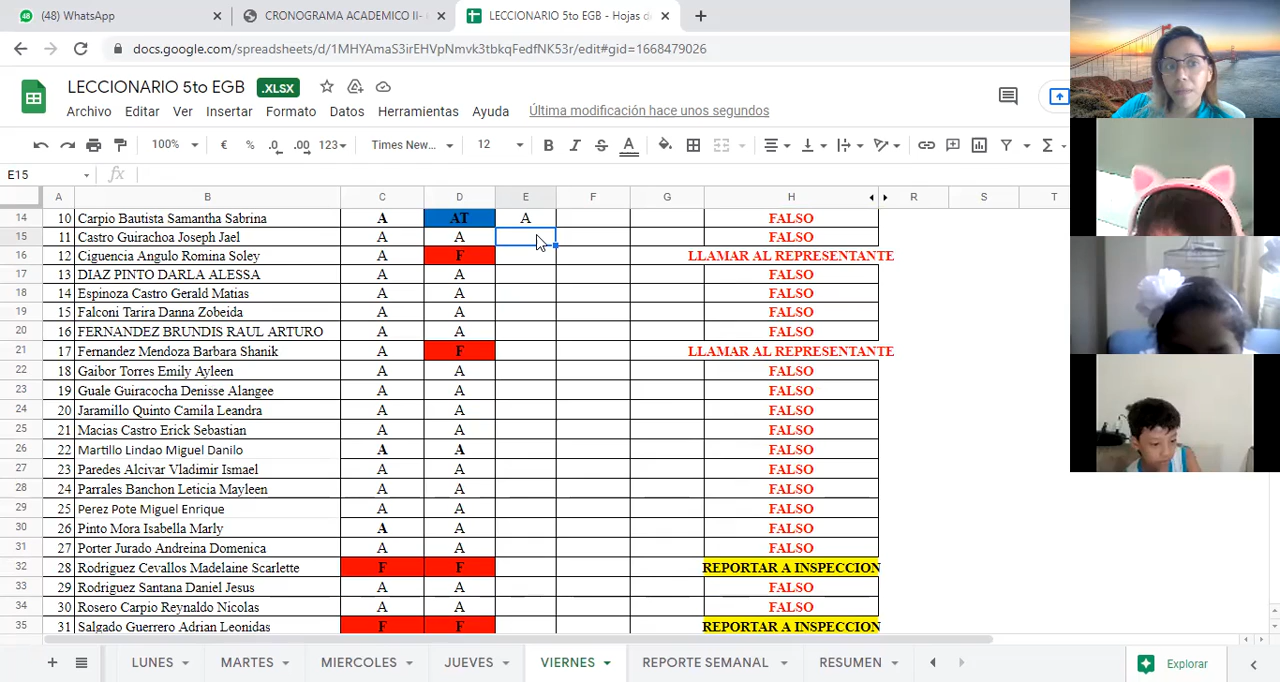 (48) WhatsApp
CRONOGRAMA ACADEMICO II-
LECCIONARIO 5to EGB - Hojas de
docs.google.com/spreadsheets/d/1MHYAmaS3irEHVpNmvk3tbkqFedfNK53r/edit#gid=1668479026
LECCIONARIO 5to EGB .XLSX
Archivo Editar Ver Insertar Formato Datos Herramientas Ayuda Última modificación hace unos segundos
100% € % .0 .00 123 Times New... 12 B I S A Σ
E15 fx
A B C D E F G H R S T
14 10 Carpio Bautista Samantha Sabrina A AT A FALSO
15 11 Castro Guirachoa Joseph Jael A A FALSO
16 12 Ciguencia Angulo Romina Soley A F LLAMAR AL REPRESENTANTE
17 13 DIAZ PINTO DARLA ALESSA A A FALSO
18 14 Espinoza Castro Gerald Matias A A FALSO
19 15 Falconi Tarira Danna Zobeida A A FALSO
20 16 FERNANDEZ BRUNDIS RAUL ARTURO A A FALSO
21 17 Fernandez Mendoza Barbara Shanik A F LLAMAR AL REPRESENTANTE
22 18 Gaibor Torres Emily Ayleen A A FALSO
23 19 Guale Guiracocha Denisse Alangee A A FALSO
24 20 Jaramillo Quinto Camila Leandra A A FALSO
25 21 Macias Castro Erick Sebastian A A FALSO
26 22 Martillo Lindao Miguel Danilo A A FALSO
27 23 Paredes Alcivar Vladimir Ismael A A FALSO
28 24 Parrales Banchon Leticia Mayleen A A FALSO
29 25 Perez Pote Miguel Enrique A A FALSO
30 26 Pinto Mora Isabella Marly A A FALSO
31 27 Porter Jurado Andreina Domenica A A FALSO
32 28 Rodriguez Cevallos Madelaine Scarlette F F REPORTAR A INSPECCION
33 29 Rodriguez Santana Daniel Jesus A A FALSO
34 30 Rosero Carpio Reynaldo Nicolas A A FALSO
35 31 Salgado Guerrero Adrian Leonidas F F REPORTAR A INSPECCION
LUNES MARTES MIERCOLES JUEVES VIERNES REPORTE SEMANAL RESUMEN Explorar